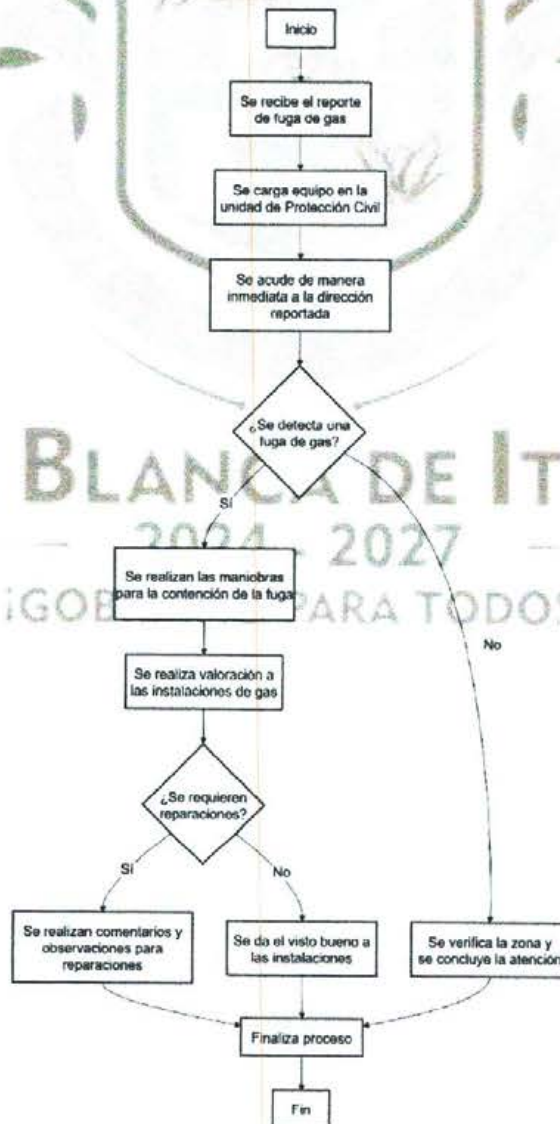 Inicio
Se recibe el reporte
de fuga de gas
Se carga equipo en la
unidad de Protección Civil
Se acude de manera
inmediata a la dirección
reportada
¿Se detecta una
fuga de gas?
BLANCA DE IT
Sí
2024 - 2027
Se realizan las maniobras
para la contención de la fuga
¡GOB PARA TODOS
No
Se realiza valoración a
las instalaciones de gas
¿Se requieren
reparaciones?
Sí
No
Se realizan comentarios y
observaciones para
reparaciones
Se da el visto bueno a
las instalaciones
Se verifica la zona y
se concluye la atención
Finaliza proceso
Fin